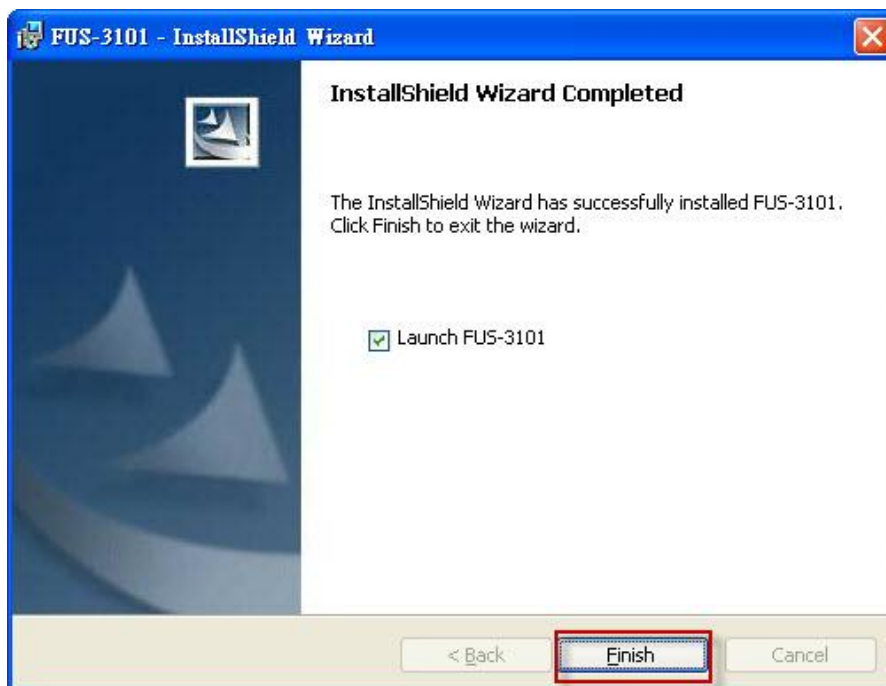 FUS-3101 - InstallShield Wizard
InstallShield Wizard Completed
The InstallShield Wizard has successfully installed FUS-3101.
Click Finish to exit the wizard.
Launch FUS-3101
< Back
Finish
Cancel